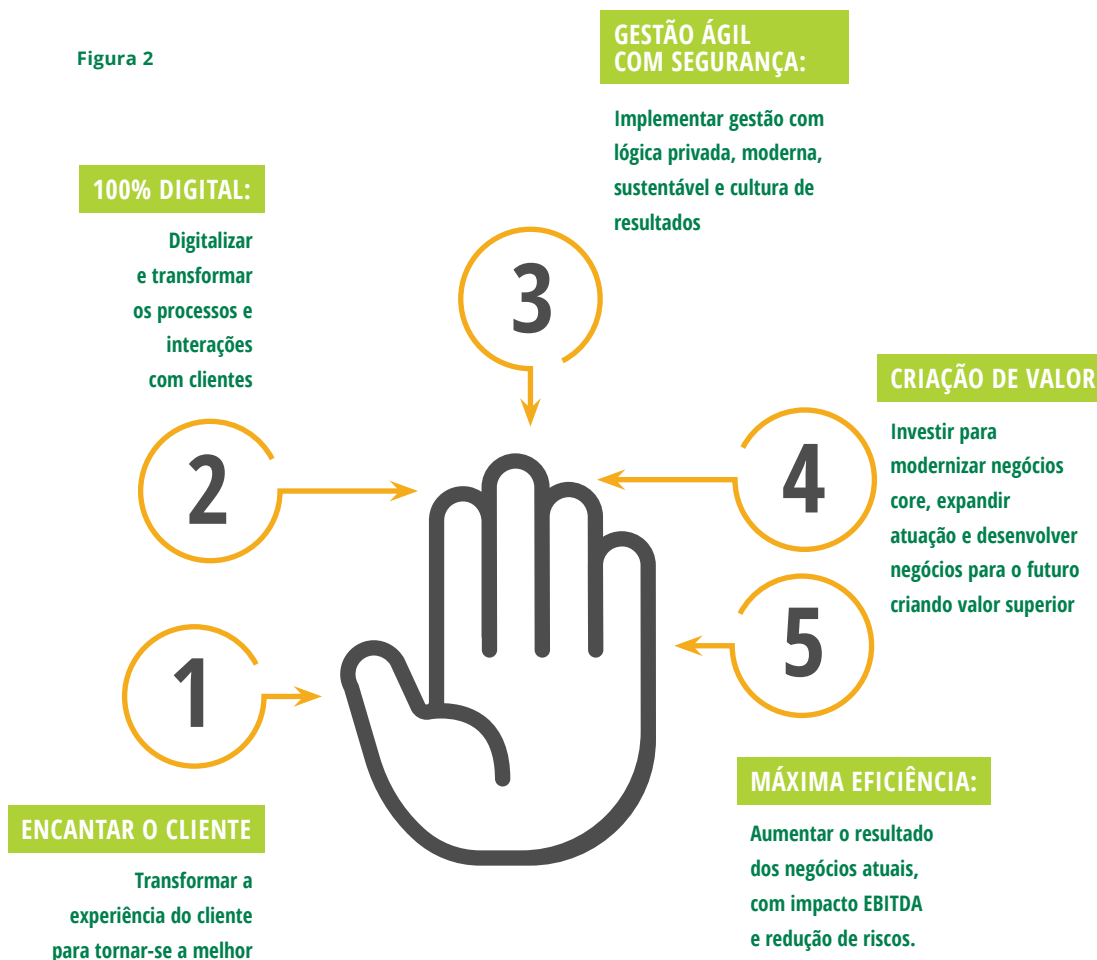 Figura 2
GESTÃO ÁGIL
COM SEGURANÇA:
Implementar gestão com
lógica privada, moderna,
sustentável e cultura de
resultados
100% DIGITAL:
Digitalizar
e transformar
os processos e
interações
com clientes
3
CRIAÇÃO DE VALOR
Investir para
modernizar negócios
core, expandir
atuação e desenvolver
negócios para o futuro
criando valor superior
2
4
1
5
ENCANTAR O CLIENTE
Transformar a
experiência do cliente
para tornar-se a melhor
MÁXIMA EFICIÊNCIA:
Aumentar o resultado
dos negócios atuais,
com impacto EBITDA
e redução de riscos.